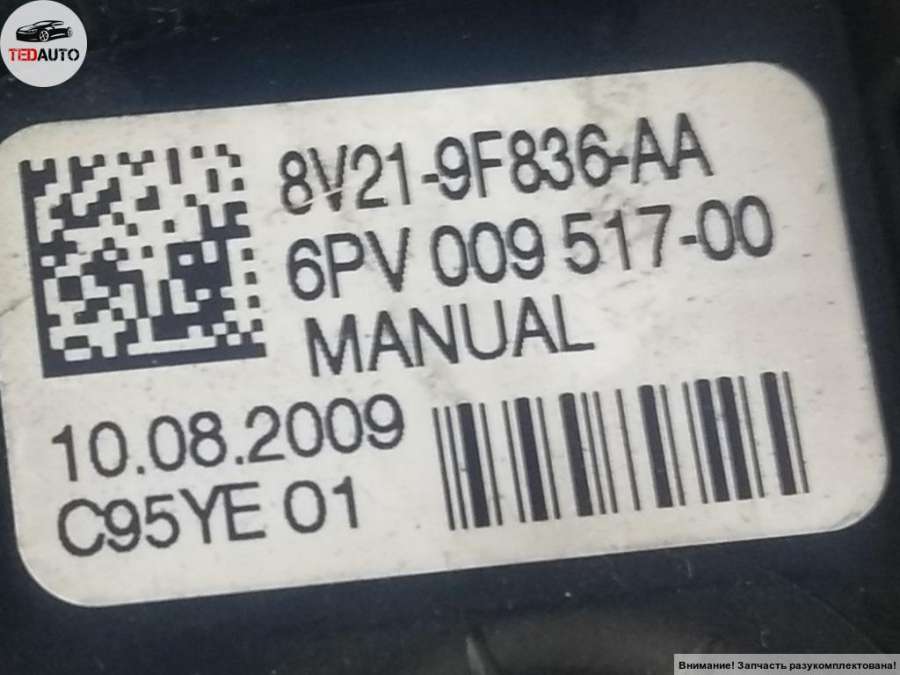 TEDAUTO
8V21-9F836-AA
6PV 009 517-00
MANUAL
10.08.2009
C95YE 01
Внимание! Запчасть разукомплектована!